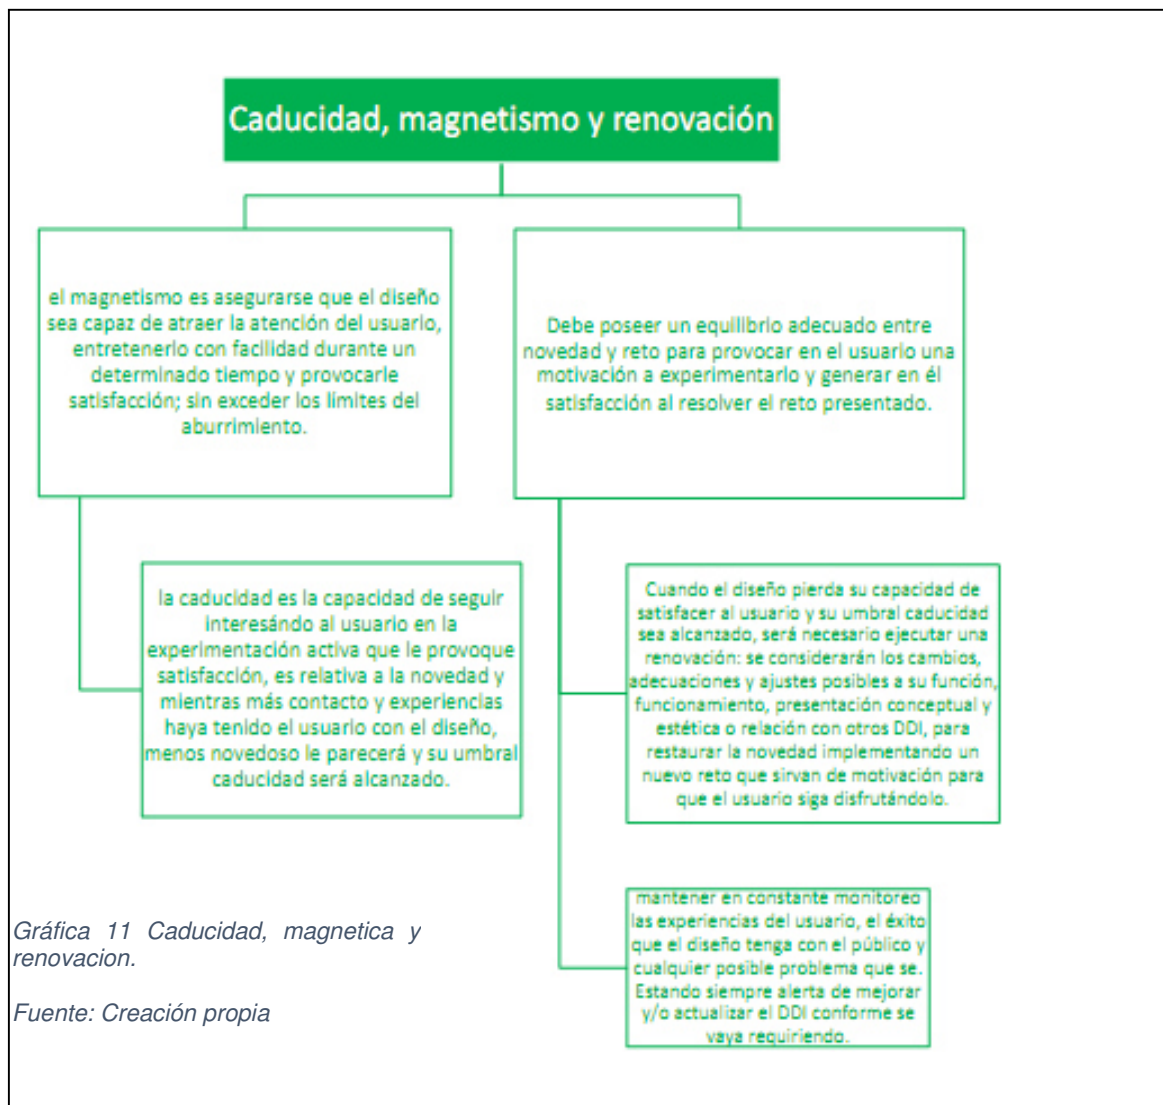 Caducidad, magnetismo y renovación
el magnetismo es asegurarse que el diseño
sea capaz de atraer la atención del usuario,
entretenerlo con facilidad durante un
determinado tiempo y provocarle
satisfacción; sin exceder los límites del
aburrimiento.
Debe poseer un equilibrio adecuado entre
novedad y reto para provocar en el usuario una
motivación a experimentarlo y generar en él
satisfacción al resolver el reto presentado.
la caducidad es la capacidad de seguir
interesándo al usuario en la
experimentación activa que le provoque
satisfacción, es relativa a la novedad y
mientras más contacto y experiencias
haya tenido el usuario con el diseño,
menos novedoso le parecerá y su umbral
caducidad será alcanzado.
Cuando el diseño pierda su capacidad de
satisfacer al usuario y su umbral caducidad
sea alcanzado, será necesario ejecutar una
renovación: se considerarán los cambios,
adecuaciones y ajustes posibles a su función,
funcionamiento, presentación conceptual y
estética o relación con otros DDI, para
restaurar la novedad implementando un
nuevo reto que sirvan de motivación para
que el usuario siga disfrutándolo.
mantener en constante monitoreo
las experiencias del usuario, el éxito
que el diseño tenga con el público y
cualquier posible problema que se.
Estando siempre alerta de mejorar
y/o actualizar el DDI conforme se
vaya requiriendo.
Gráfica 11 Caducidad, magnetica y
renovacion.
Fuente: Creación propia